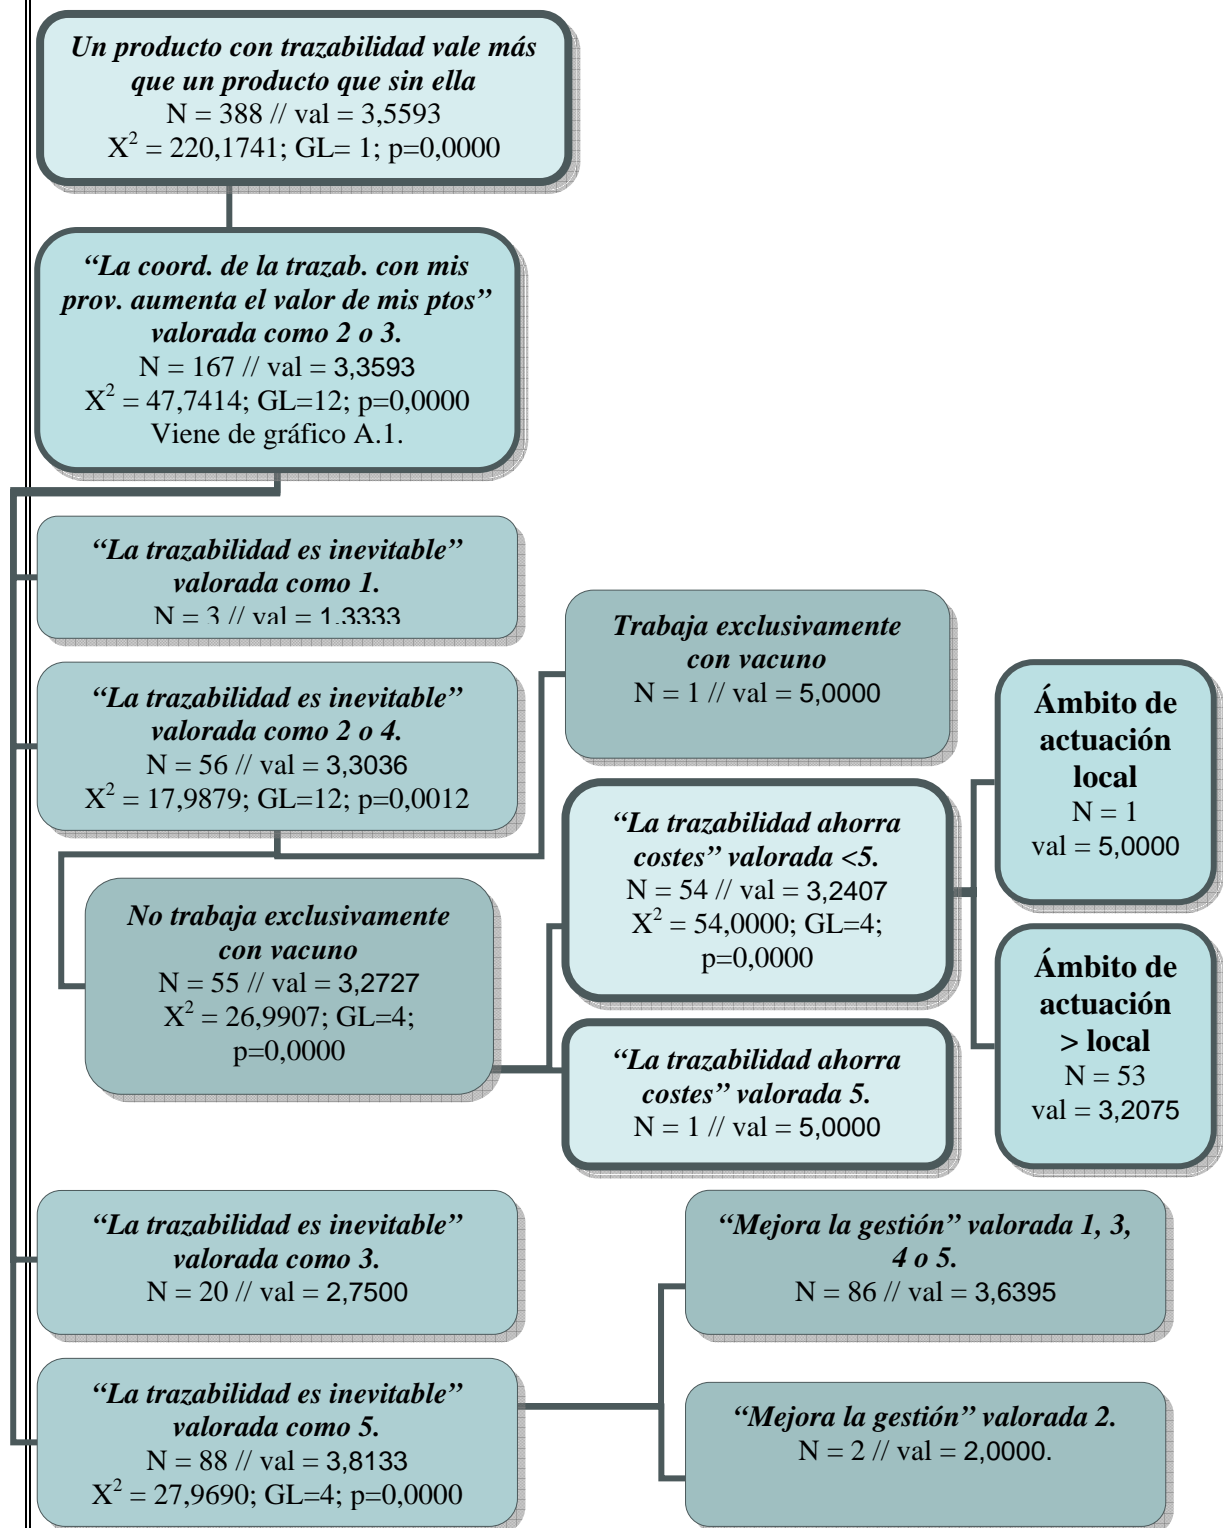 Un producto con trazabilidad vale más
que un producto que sin ella
N = 388 // val = 3,5593
X² = 220,1741; GL= 1; p=0,0000
“La coord. de la trazab. con mis
prov. aumenta el valor de mis ptos”
valorada como 2 o 3.
N = 167 // val = 3,3593
X² = 47,7414; GL=12; p=0,0000
Viene de gráfico A.1.
“La trazabilidad es inevitable”
valorada como 1.
N = 3 // val = 1,3333
“La trazabilidad es inevitable”
valorada como 2 o 4.
N = 56 // val = 3,3036
X² = 17,9879; GL=12; p=0,0012
Trabaja exclusivamente
con vacuno
N = 1 // val = 5,0000
No trabaja exclusivamente
con vacuno
N = 55 // val = 3,2727
X² = 26,9907; GL=4;
p=0,0000
“La trazabilidad ahorra
costes” valorada <5.
N = 54 // val = 3,2407
X² = 54,0000; GL=4;
p=0,0000
“La trazabilidad ahorra
costes” valorada 5.
N = 1 // val = 5,0000
Ámbito de
actuación
local
N = 1
val = 5,0000
Ámbito de
actuación
> local
N = 53
val = 3,2075
“La trazabilidad es inevitable”
valorada como 3.
N = 20 // val = 2,7500
“La trazabilidad es inevitable”
valorada como 5.
N = 88 // val = 3,8133
X² = 27,9690; GL=4; p=0,0000
“Mejora la gestión” valorada 1, 3,
4 o 5.
N = 86 // val = 3,6395
“Mejora la gestión” valorada 2.
N = 2 // val = 2,0000.